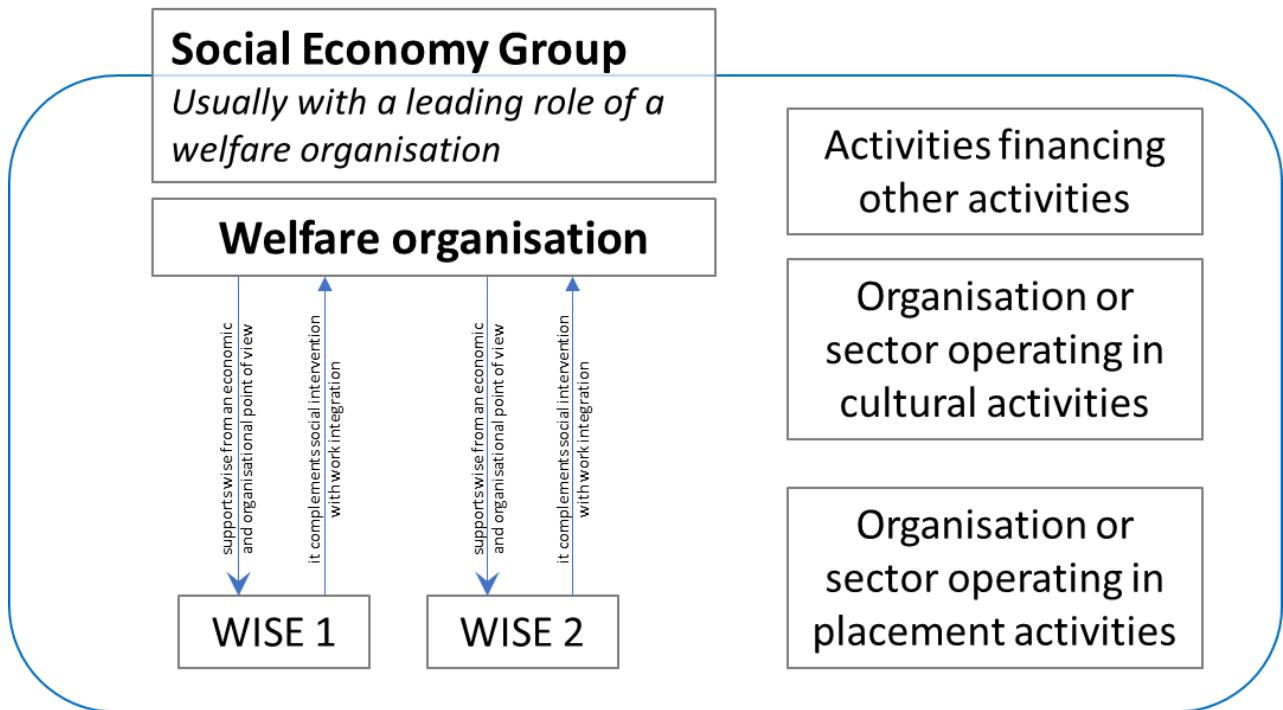 Social Economy Group
Usually with a leading role of a
welfare organisation
Welfare organisation
supports wise from an economic
and organisational point of view
it complements social intervention
with work integration
supports wise from an economic
and organisational point of view
it complements social intervention
with work integration
WISE 1
WISE 2
Activities financing
other activities
Organisation or
sector operating in
cultural activities
Organisation or
sector operating in
placement activities